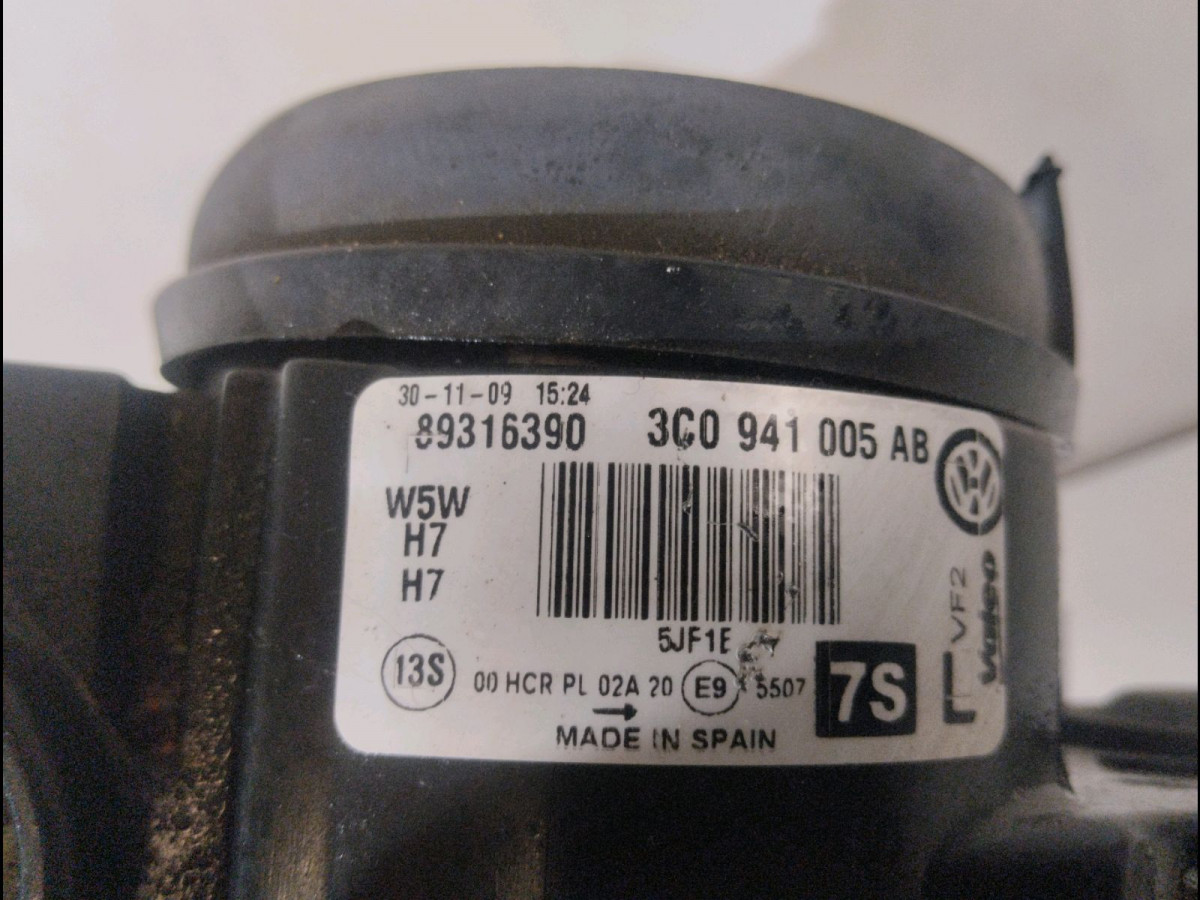 30-11-09 15:24
89316390 3C0 941 005 AB
W5W
H7
H7
5JF1E
13S 00 HCR PL 02A 20 E9 5507 7S
→
MADE IN SPAIN
VF2
Valeo
L